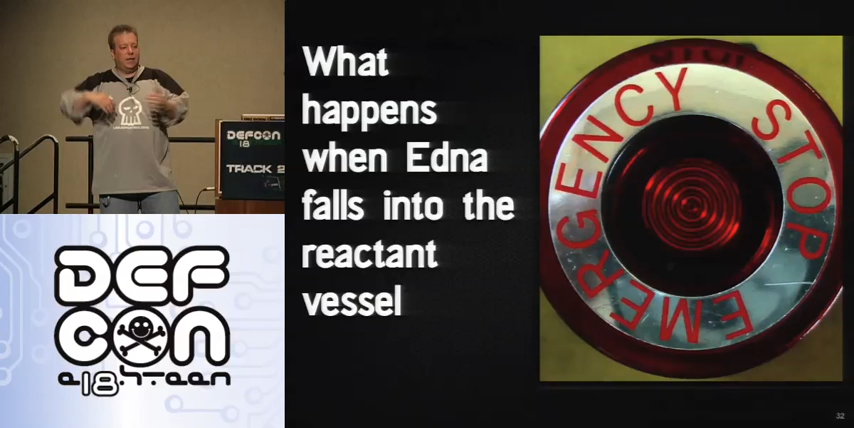 DEFCON
18
TRACK 2
DEF
CON
e18hteen
What
happens
when Edna
falls into the
reactant
vessel
EMERGENCY STOP
32